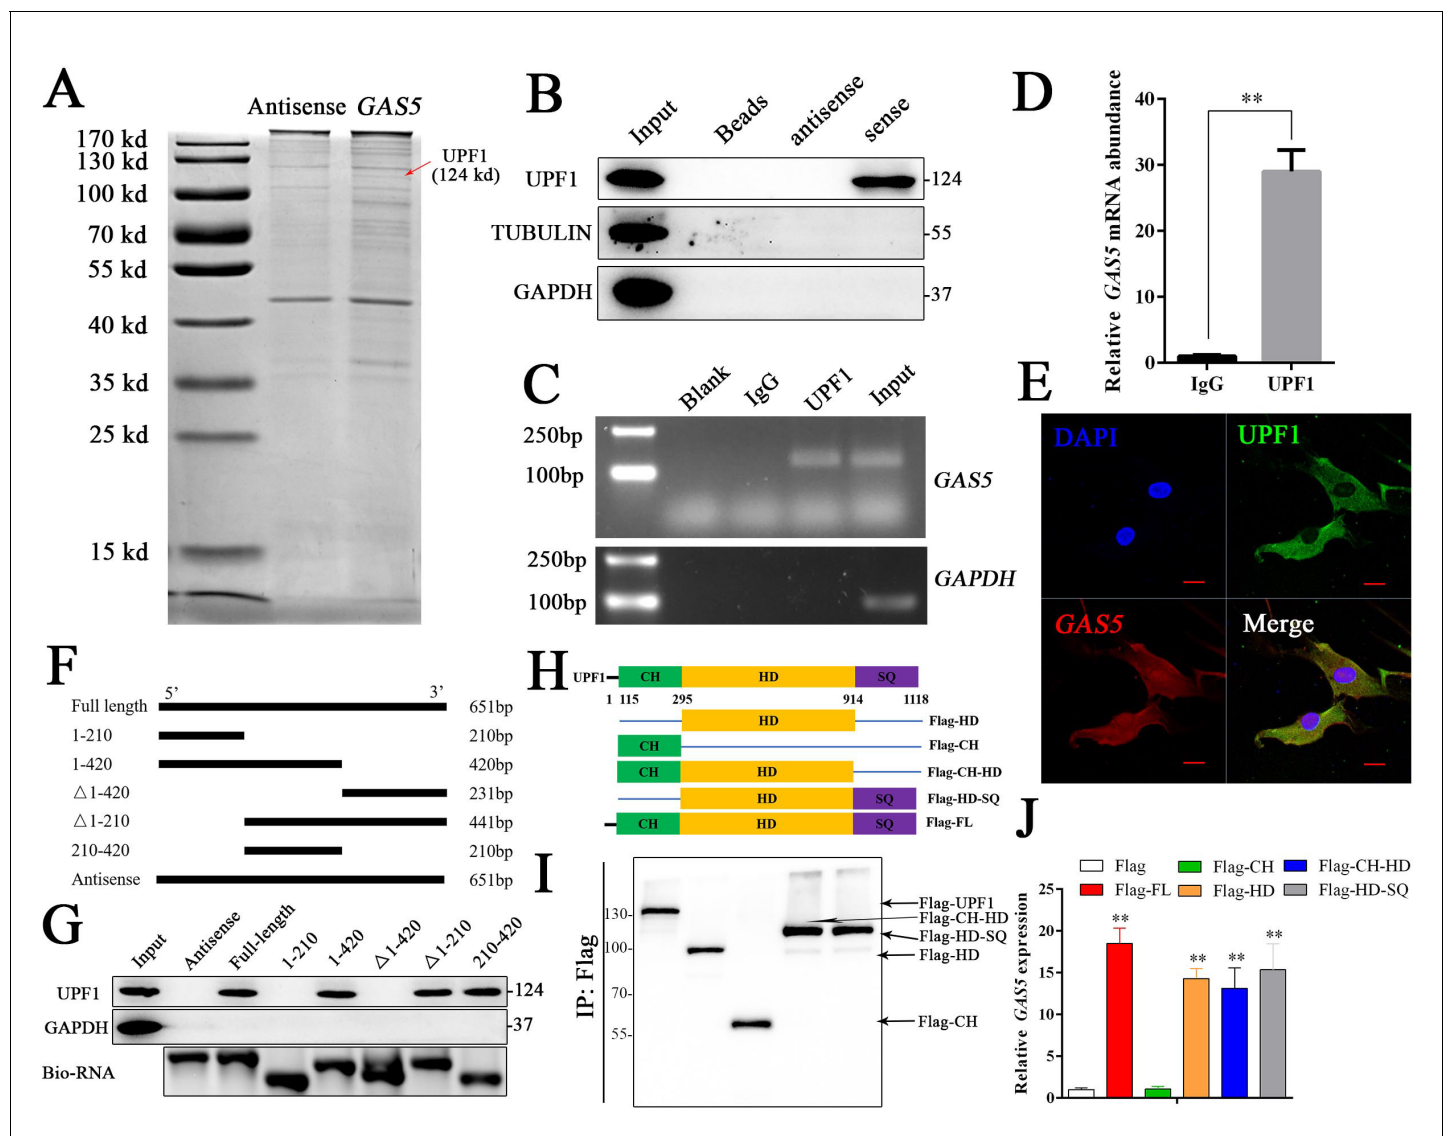 A
Antisense GAS5
170 kd
130 kd
100 kd
70 kd
55 kd
40 kd
35 kd
25 kd
15 kd
UPF1
(124 kd)
B
Input Beads antisense sense
UPF1 -124
TUBULIN -55
GAPDH -37
C
Blank IgG UPF1 Input
250bp
100bp
GAS5
250bp
100bp
GAPDH
D
Relative GAS5 mRNA abundance
40
30
20
10
0
**
IgG UPF1
E
DAPI
UPF1
GAS5
Merge
F
5’ 3’
Full length 651bp
1-210 210bp
1-420 420bp
△1-420 231bp
△1-210 441bp
210-420 210bp
Antisense 651bp
G
Input Antisense Full-length 1-210 1-420 △1-420 △1-210 210-420
UPF1 -124
GAPDH -37
Bio-RNA
H
UPF1 CH HD SQ
1 115 295 914 1118
HD Flag-HD
CH Flag-CH
CH HD Flag-CH-HD
HD SQ Flag-HD-SQ
CH HD SQ Flag-FL
I
IP: Flag
130-
100-
70-
55-
Flag-UPF1
Flag-CH-HD
Flag-HD-SQ
Flag-HD
Flag-CH
J
Flag Flag-CH Flag-CH-HD
Flag-FL Flag-HD Flag-HD-SQ
Relative GAS5 expression
25
20
15
10
5
0
** ** ** **